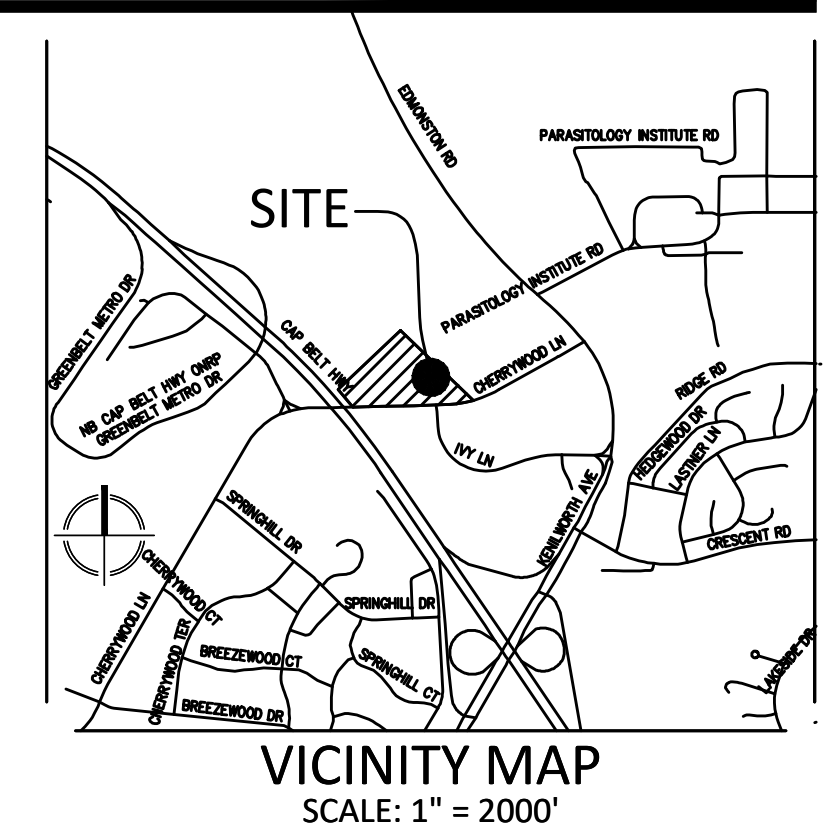 EDMONSTON RD
PARASITOLOGY INSTITUTE RD
SITE
PARASITOLOGY INSTITUTE RD
GREENBELT METRO DR
CAP BELT HWY
CHERRYWOOD LN
NB CAP BELT HWY ONRP
GREENBELT METRO DR
RIDGE RD
HEDGEWOOD DR
LASTNER LN
IVY LN
KENILWORTH AVE
SPRINGHILL DR
CRESCENT RD
CHERRYWOOD CT
CHERRYWOOD LN
SPRINGHILL DR
CHERRYWOOD TER
BREEZEWOOD CT
SPRINGHILL CT
LAKESIDE DR
BREEZEWOOD DR
VICINITY MAP
SCALE: 1" = 2000'